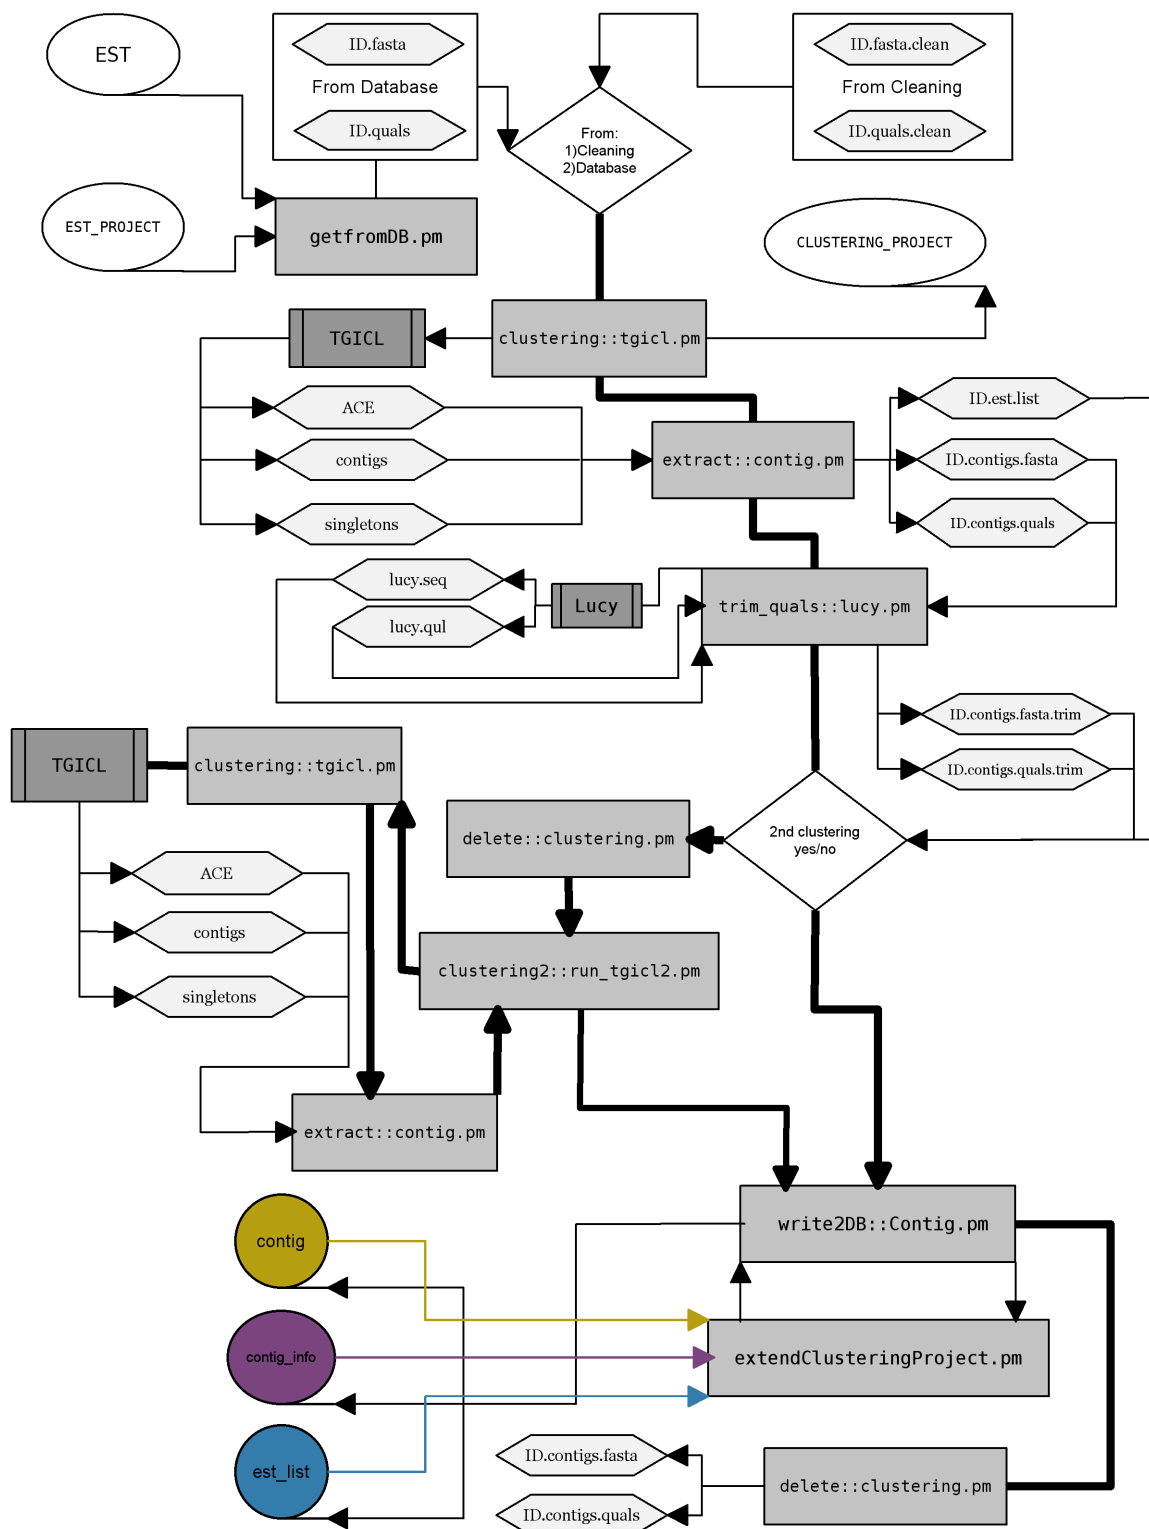 EST
ID.fasta
From Database
ID.quals
ID.fasta.clean
From Cleaning
ID.quals.clean
From:
1)Cleaning
2)Database
EST_PROJECT
getfromDB.pm
CLUSTERING_PROJECT
TGICL
clustering::tgicl.pm
ACE
contigs
singletons
extract::contig.pm
ID.est.list
ID.contigs.fasta
ID.contigs.quals
lucy.seq
lucy.qul
Lucy
trim_quals::lucy.pm
ID.contigs.fasta.trim
ID.contigs.quals.trim
TGICL
clustering::tgicl.pm
delete::clustering.pm
2nd clustering
yes/no
ACE
contigs
singletons
clustering2::run_tgicl2.pm
extract::contig.pm
write2DB::Contig.pm
contig
contig_info
extendClusteringProject.pm
est_list
ID.contigs.fasta
ID.contigs.quals
delete::clustering.pm